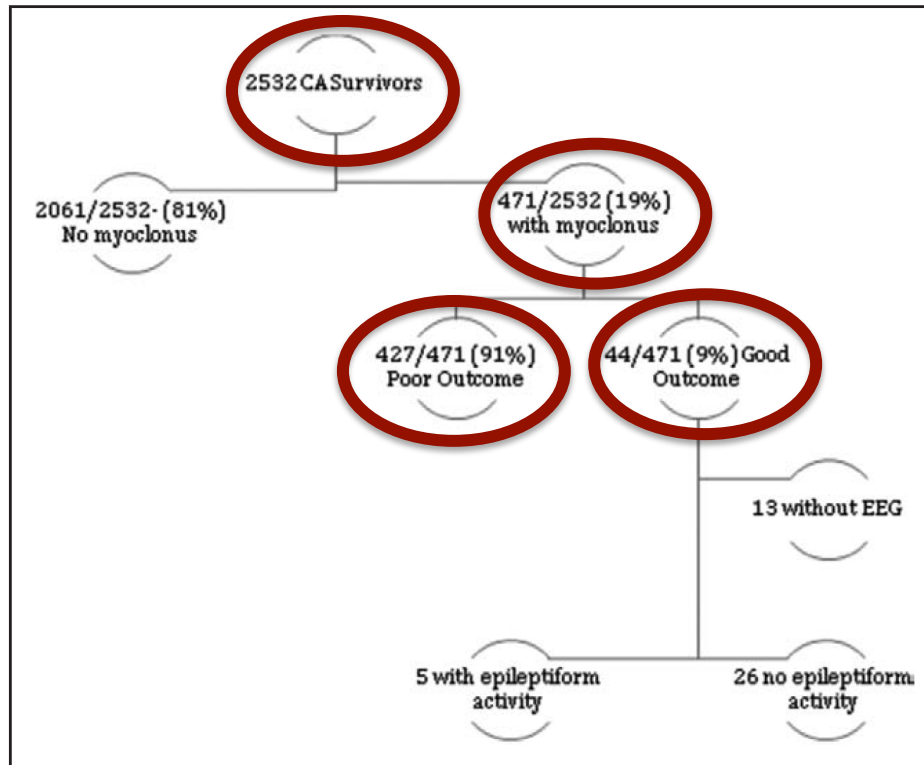 2532 CA Survivors
2061/2532- (81%)
No myoclonus
471/2532 (19%)
with myoclonus
427/471 (91%)
Poor Outcome
44/471 (9%) Good
Outcome
13 without EEG
5 with epileptiform
activity
26 no epileptiform
activity